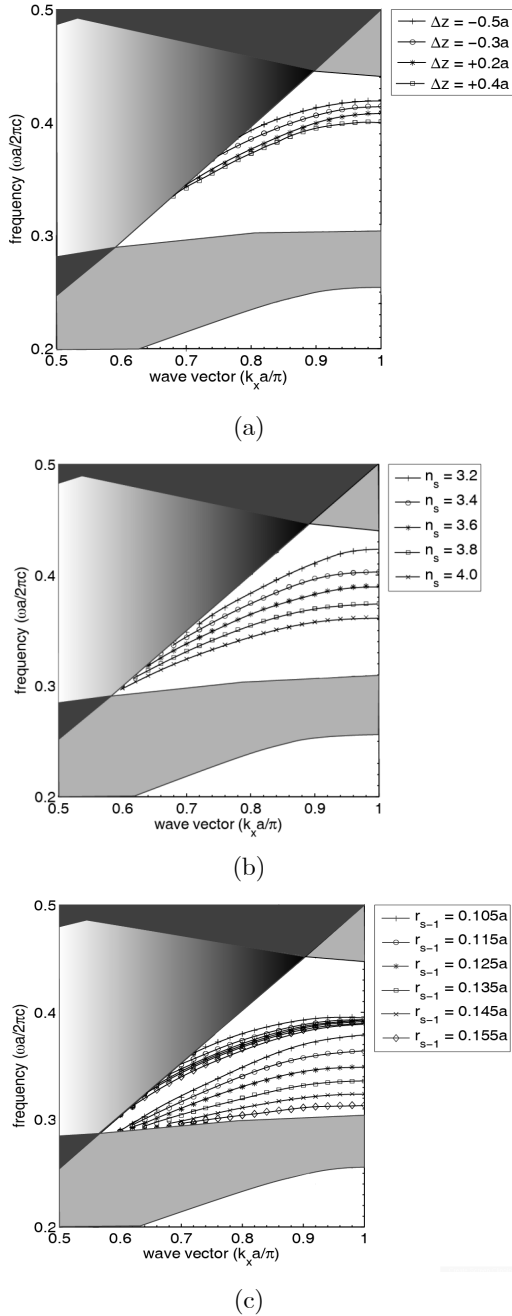 0.5
0.4
0.3
0.2
frequency (ωa/2πc)
0.5 0.6 0.7 0.8 0.9 1
wave vector (kₓa/π)
Δz = −0.5a
Δz = −0.3a
Δz = +0.2a
Δz = +0.4a
(a)
0.5
0.4
0.3
0.2
frequency (ωa/2πc)
0.5 0.6 0.7 0.8 0.9 1
wave vector (kₓa/π)
nₛ = 3.2
nₛ = 3.4
nₛ = 3.6
nₛ = 3.8
nₛ = 4.0
(b)
0.5
0.4
0.3
0.2
frequency (ωa/2πc)
0.5 0.6 0.7 0.8 0.9 1
wave vector (kₓa/π)
rₛ₋₁ = 0.105a
rₛ₋₁ = 0.115a
rₛ₋₁ = 0.125a
rₛ₋₁ = 0.135a
rₛ₋₁ = 0.145a
rₛ₋₁ = 0.155a
(c)